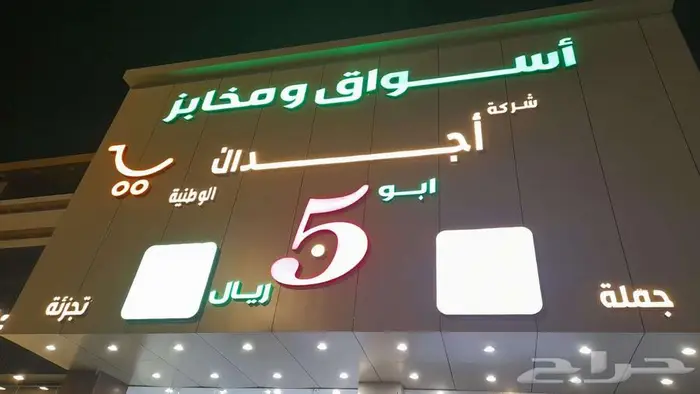 أسواق ومخابز
شركة
أجدان
الوطنية
ابو
5
ريال
جملة
تجزئة
حراج